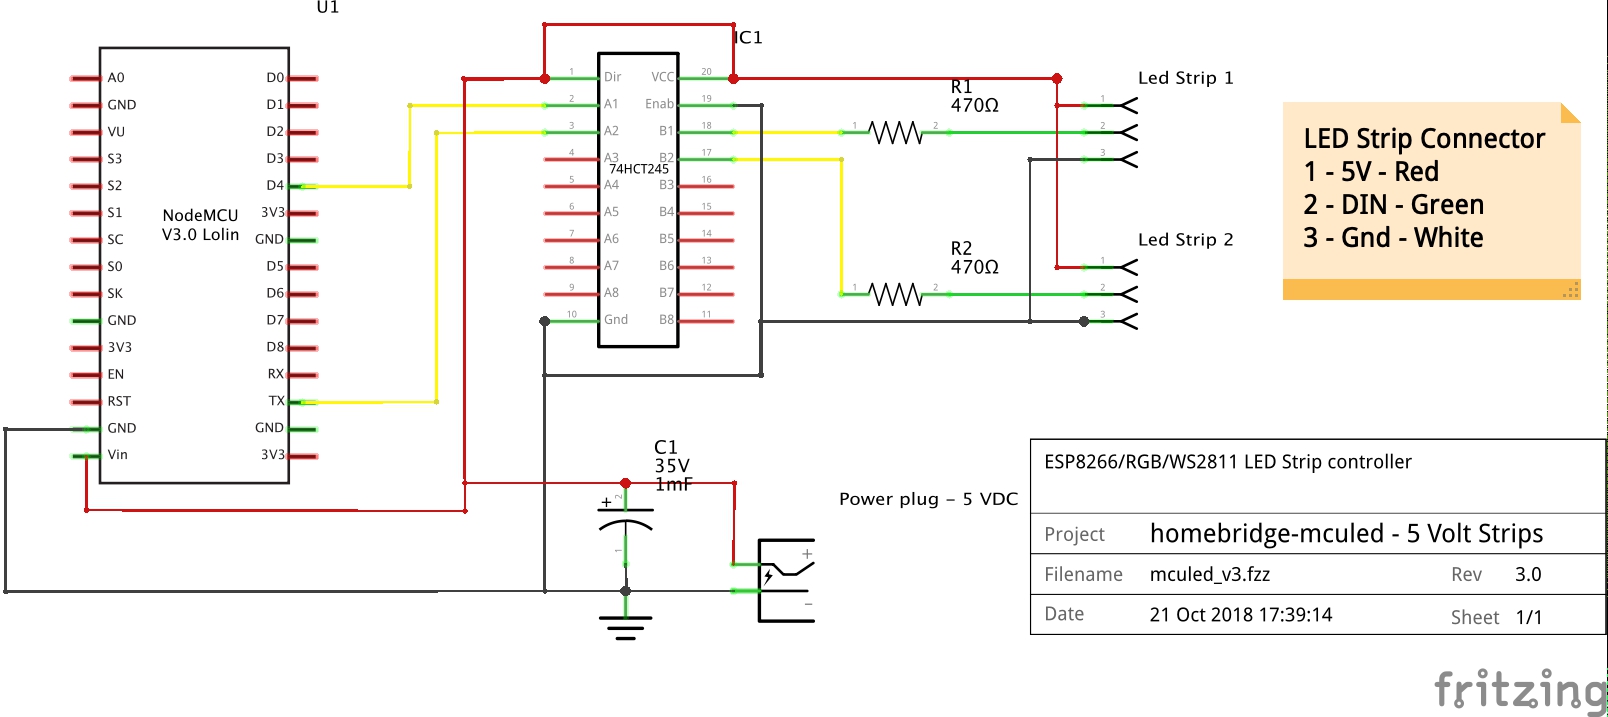 U1
A0
GND
VU
S3
S2
S1
SC
S0
SK
GND
3V3
EN
RST
GND
Vin
D0
D1
D2
D3
D4
3V3
GND
D5
D6
D7
D8
RX
TX
GND
3V3
NodeMCU
V3.0 Lolin
IC1
1 Dir VCC 20
2 A1 Enab 19
3 A2 B1 18
4 A3 B2 17
74HCT245
5 A4 B3 16
6 A5 B4 15
7 A6 B5 14
8 A7 B6 13
9 A8 B7 12
10 Gnd B8 11
R1
470Ω
1 2
R2
470Ω
1 2
Led Strip 1
1
2
3
Led Strip 2
1
2
3
LED Strip Connector
1 - 5V - Red
2 - DIN - Green
3 - Gnd - White
C1
35V
1mF
+ 2
1
Power plug - 5 VDC
+
-
ESP8266/RGB/WS2811 LED Strip controller
Project homebridge-mculed - 5 Volt Strips
Filename mculed_v3.fzz Rev 3.0
Date 21 Oct 2018 17:39:14 Sheet 1/1
fritzing